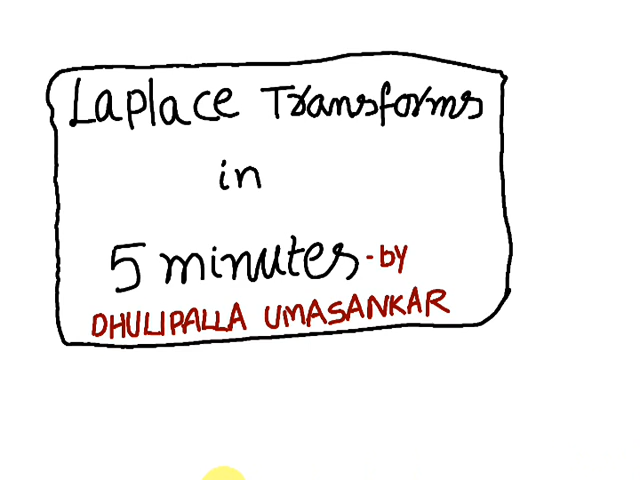 Laplace Transforms
in
5 minutes - by
DHULIPALLA UMASANKAR